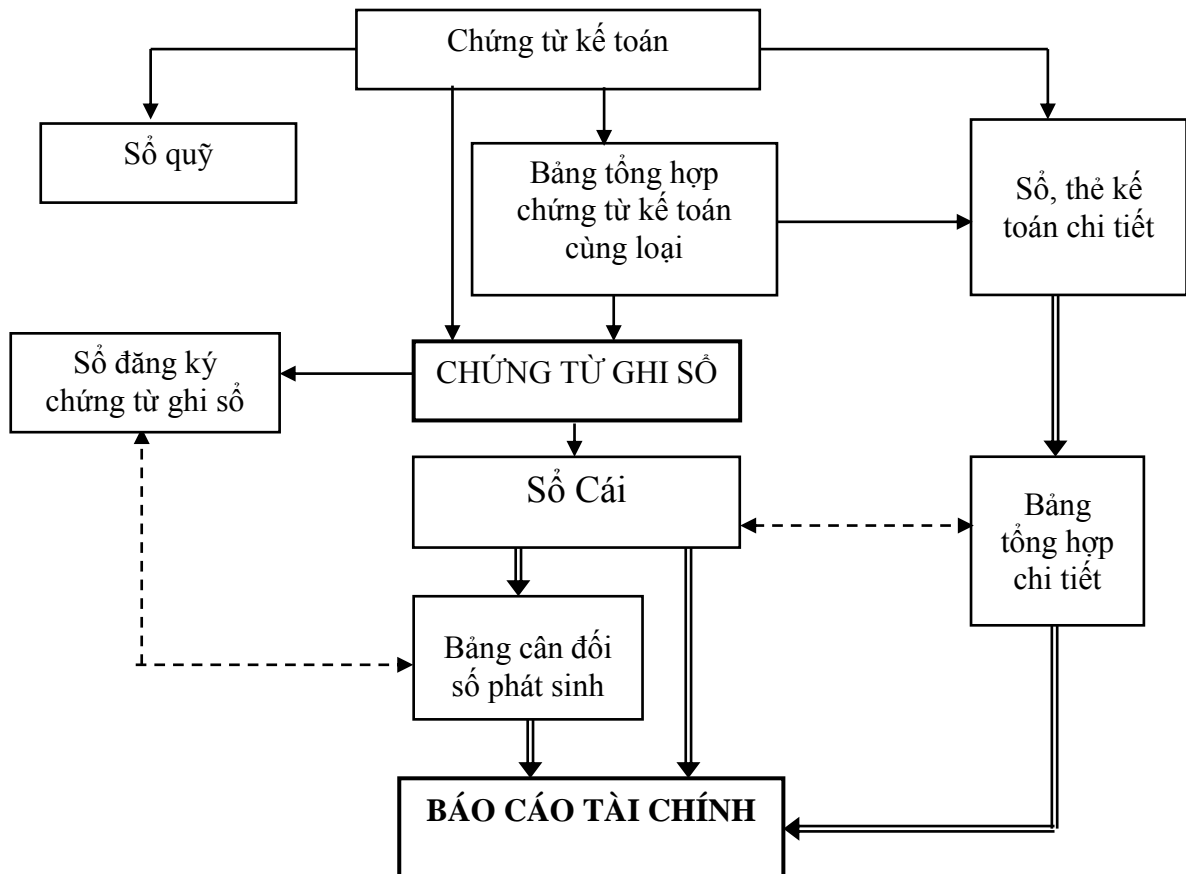 Chứng từ kế toán
Sổ quỹ
Bảng tổng hợp
chứng từ kế toán
cùng loại
Sổ, thẻ kế
toán chi tiết
Sổ đăng ký
chứng từ ghi sổ
CHỨNG TỪ GHI SỔ
Sổ Cái
Bảng
tổng hợp
chi tiết
Bảng cân đối
số phát sinh
BÁO CÁO TÀI CHÍNH